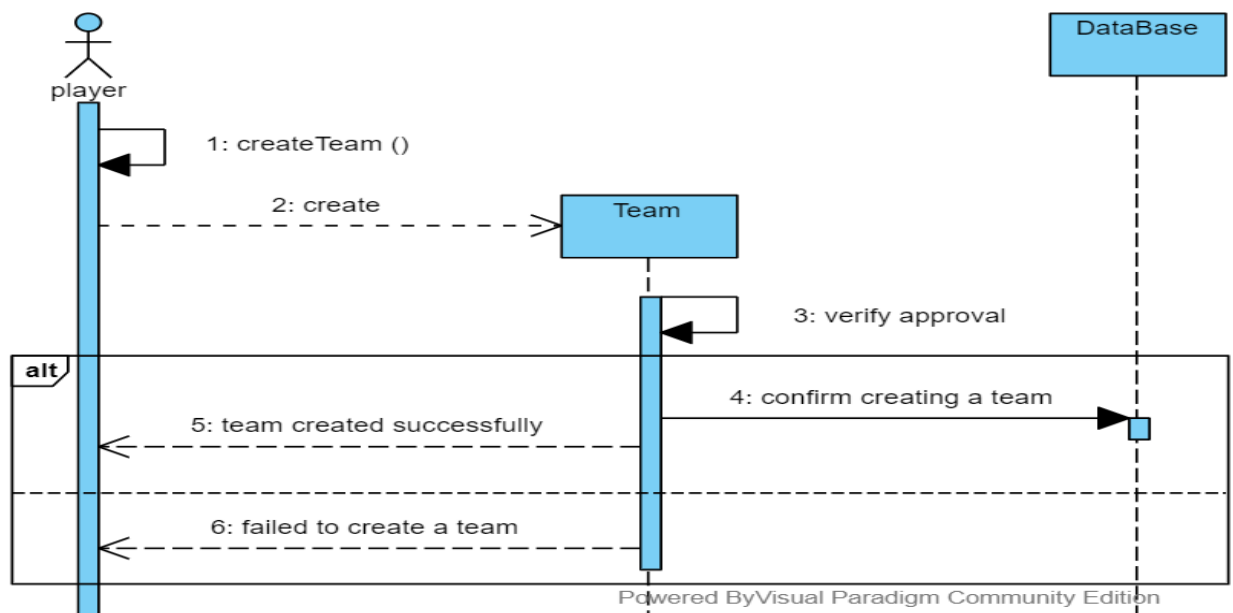 DataBase
player
1: createTeam ()
2: create
Team
3: verify approval
alt
4: confirm creating a team
5: team created successfully
6: failed to create a team
Powered ByVisual Paradigm Community Edition